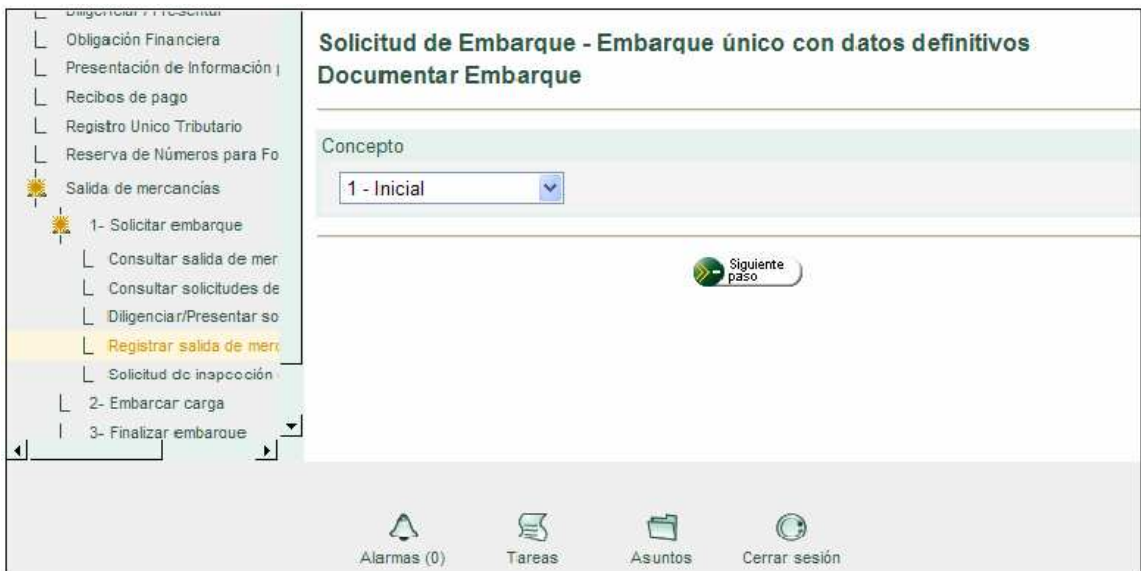 Diligenciar / Presentar
Obligación Financiera
Presentación de Información
Recibos de pago
Registro Unico Tributario
Reserva de Números para Fo
Salida de mercancías
1- Solicitar embarque
Consultar salida de mer
Consultar solicitudes de
Diligenciar/Presentar so
Registrar salida de merc
Solicitud de inspección
2- Embarcar carga
3- Finalizar embarque
Solicitud de Embarque - Embarque único con datos definitivos
Documentar Embarque
Concepto
1 - Inicial
Siguiente
paso
Alarmas (0) Tareas Asuntos Cerrar sesión